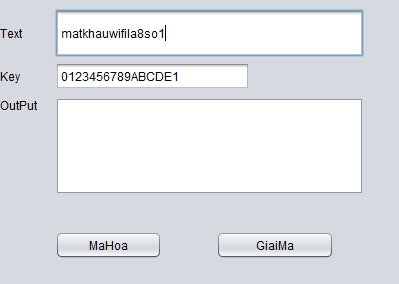 Text
matkhauwifila8so1
Key
0123456789ABCDE1
OutPut
MaHoa
GiaiMa